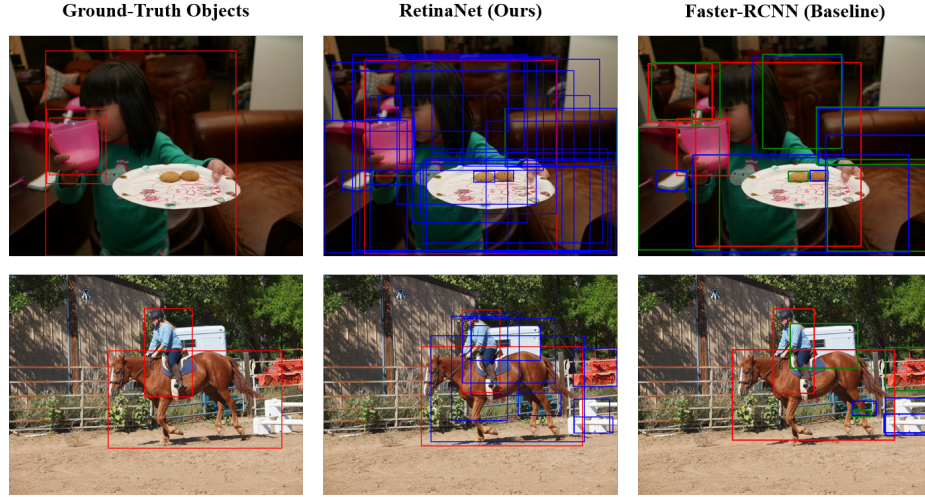 Ground-Truth Objects
RetinaNet (Ours)
Faster-RCNN (Baseline)